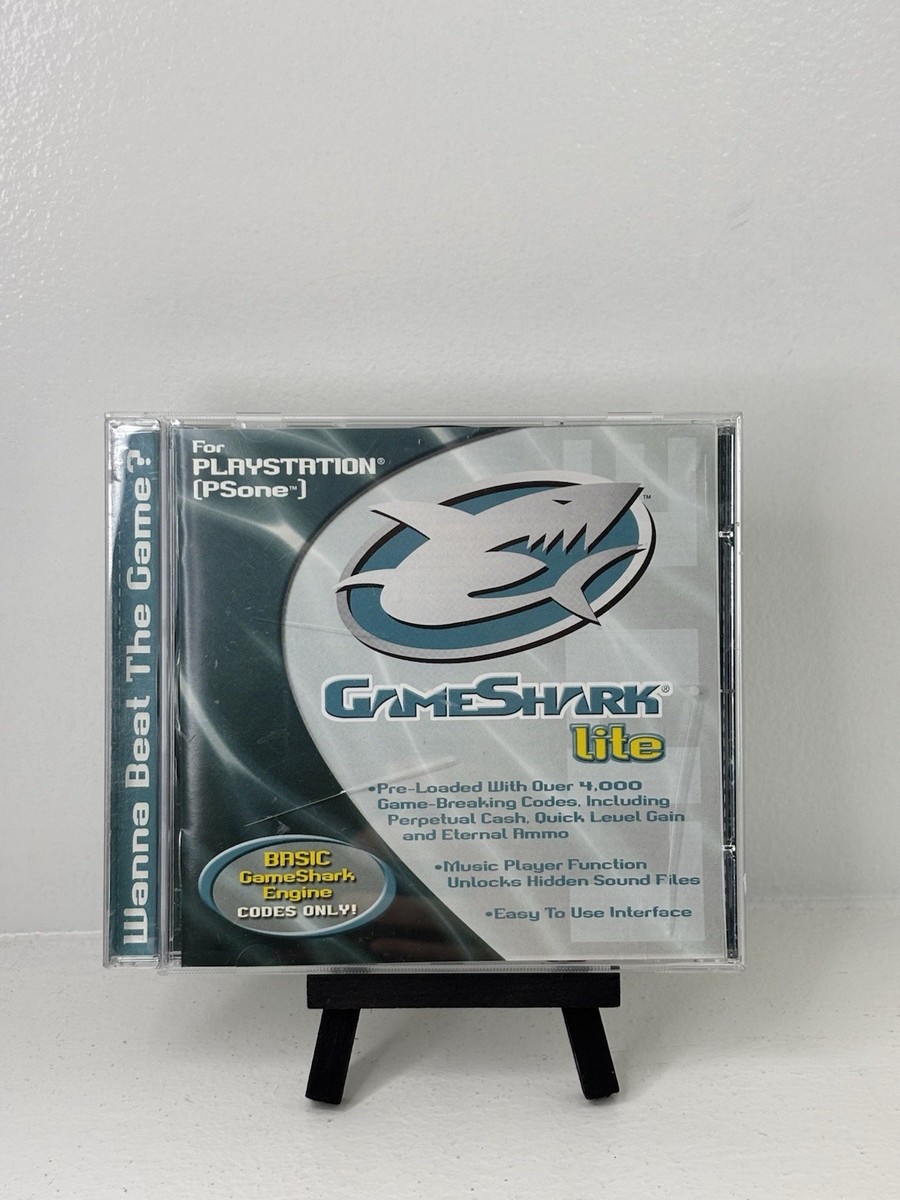 Wanna Beat The Game?
For
PLAYSTATION®
(PSone™)
™
GAMESHARK®
lite
•Pre-Loaded With Over 4,000
Game-Breaking Codes, Including
Perpetual Cash, Quick Level Gain
and Eternal Ammo
•Music Player Function
Unlocks Hidden Sound Files
•Easy To Use Interface
BASIC
GameShark
Engine
CODES ONLY!